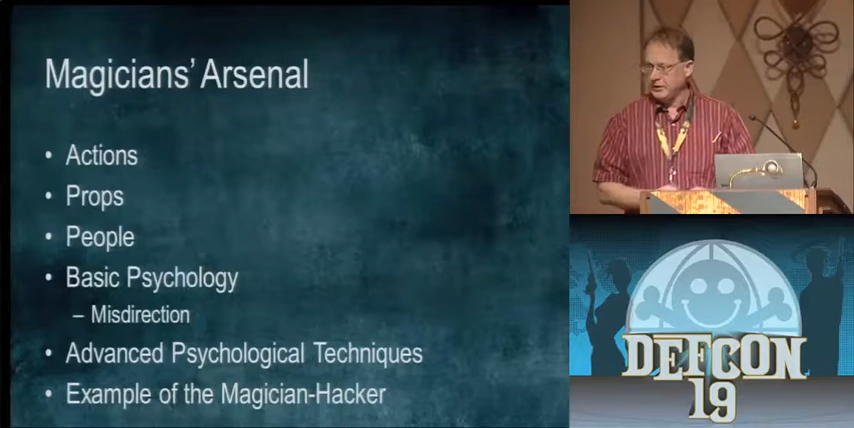 Magicians' Arsenal
• Actions
• Props
• People
• Basic Psychology
– Misdirection
• Advanced Psychological Techniques
• Example of the Magician-Hacker
DEFCON
19